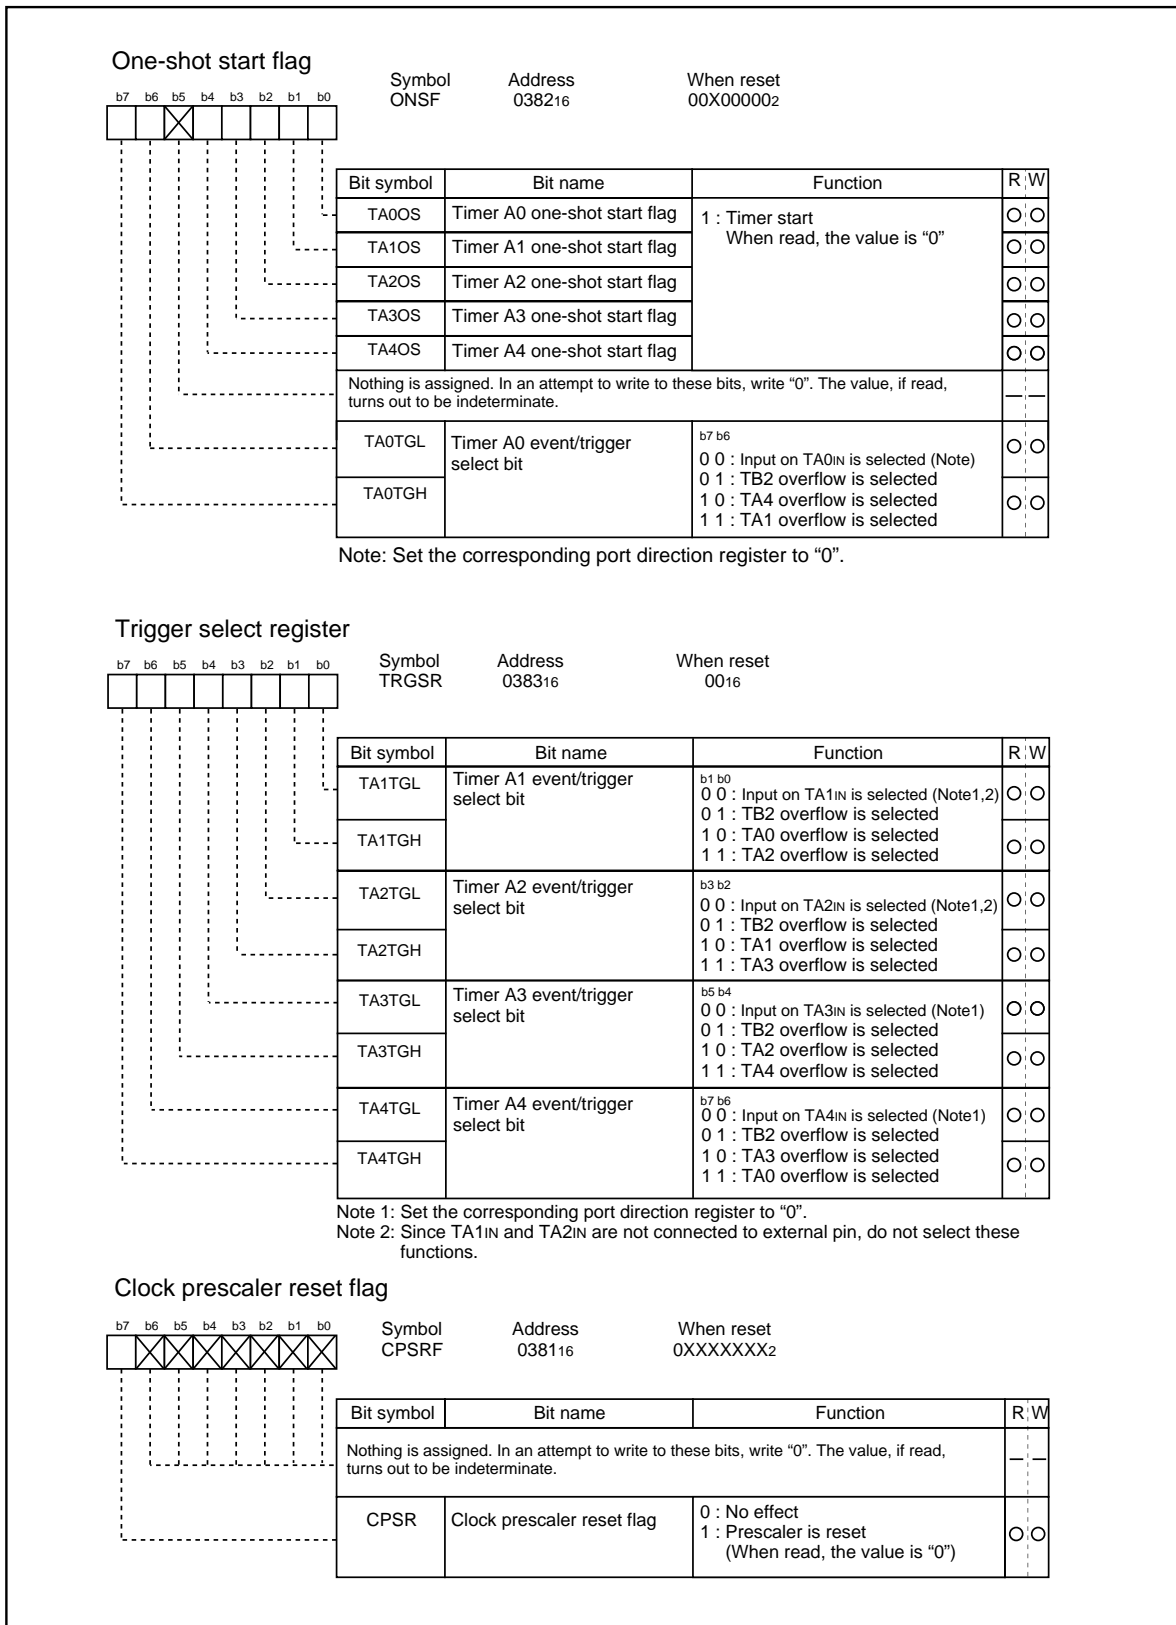 One-shot start flag
Symbol Address When reset
ONSF 038216 00X000002
b7 b6 b5 b4 b3 b2 b1 b0
Bit symbol Bit name Function R W
TA0OS Timer A0 one-shot start flag 1 : Timer start
When read, the value is “0”
TA1OS Timer A1 one-shot start flag
TA2OS Timer A2 one-shot start flag
TA3OS Timer A3 one-shot start flag
TA4OS Timer A4 one-shot start flag
Nothing is assigned. In an attempt to write to these bits, write “0”. The value, if read,
turns out to be indeterminate.
TA0TGL Timer A0 event/trigger
select bit
TA0TGH
b7 b6
0 0 : Input on TA0IN is selected (Note)
0 1 : TB2 overflow is selected
1 0 : TA4 overflow is selected
1 1 : TA1 overflow is selected
Note: Set the corresponding port direction register to “0”.
Trigger select register
Symbol Address When reset
TRGSR 038316 0016
b7 b6 b5 b4 b3 b2 b1 b0
Bit symbol Bit name Function R W
TA1TGL Timer A1 event/trigger
select bit
TA1TGH
b1 b0
0 0 : Input on TA1IN is selected (Note1,2)
0 1 : TB2 overflow is selected
1 0 : TA0 overflow is selected
1 1 : TA2 overflow is selected
TA2TGL Timer A2 event/trigger
select bit
TA2TGH
b3 b2
0 0 : Input on TA2IN is selected (Note1,2)
0 1 : TB2 overflow is selected
1 0 : TA1 overflow is selected
1 1 : TA3 overflow is selected
TA3TGL Timer A3 event/trigger
select bit
TA3TGH
b5 b4
0 0 : Input on TA3IN is selected (Note1)
0 1 : TB2 overflow is selected
1 0 : TA2 overflow is selected
1 1 : TA4 overflow is selected
TA4TGL Timer A4 event/trigger
select bit
TA4TGH
b7 b6
0 0 : Input on TA4IN is selected (Note1)
0 1 : TB2 overflow is selected
1 0 : TA3 overflow is selected
1 1 : TA0 overflow is selected
Note 1: Set the corresponding port direction register to “0”.
Note 2: Since TA1IN and TA2IN are not connected to external pin, do not select these
functions.
Clock prescaler reset flag
Symbol Address When reset
CPSRF 038116 0XXXXXXX2
b7 b6 b5 b4 b3 b2 b1 b0
Bit symbol Bit name Function R W
Nothing is assigned. In an attempt to write to these bits, write “0”. The value, if read,
turns out to be indeterminate.
CPSR Clock prescaler reset flag
0 : No effect
1 : Prescaler is reset
(When read, the value is “0”)